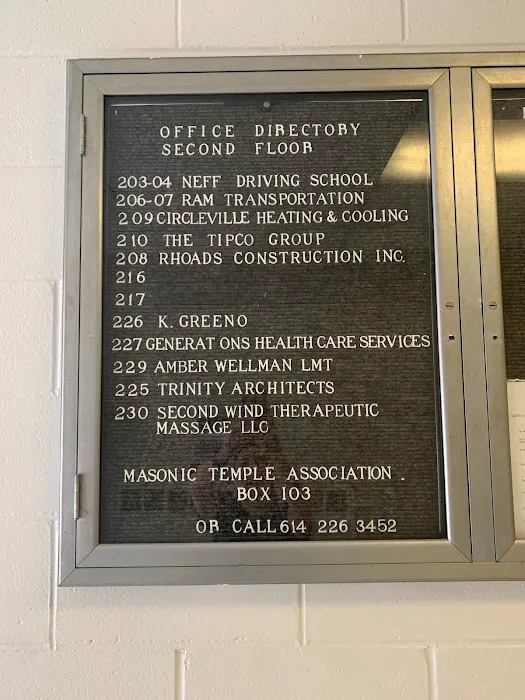 OFFICE DIRECTORY
SECOND FLOOR
203-04 NEFF DRIVING SCHOOL
206-07 RAM TRANSPORTATION
209 CIRCLEVILLE HEATING & COOLING
210 THE TIPCO GROUP
208 RHOADS CONSTRUCTION INC.
216
217
226 K. GREENO
227 GENERAT ONS HEALTH CARE SERVICES
229 AMBER WELLMAN LMT
225 TRINITY ARCHITECTS
230 SECOND WIND THERAPEUTIC
MASSAGE LLC
MASONIC TEMPLE ASSOCIATION .
BOX 103
OR CALL 614 226 3452